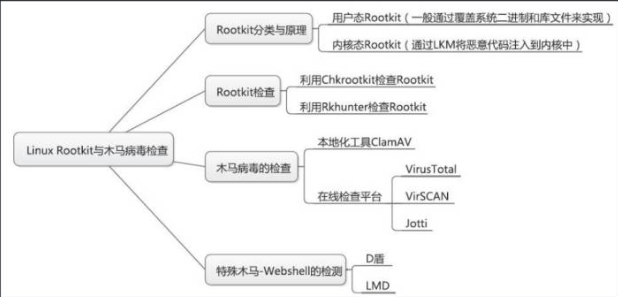 Linux Rootkit与木马病毒检查
Rootkit分类与原理
用户态Rootkit（一般通过覆盖系统二进制和库文件来实现）
内核态Rootkit（通过LKM将恶意代码注入到内核中）
Rootkit检查
利用Chkrootkit检查Rootkit
利用Rkhunter检查Rootkit
木马病毒的检查
本地化工具ClamAV
在线检查平台
VirusTotal
VirSCAN
Jotti
特殊木马-Webshell的检测
D盾
LMD